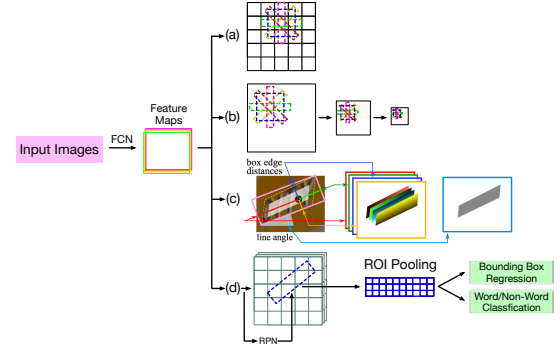 (a)
Feature
Maps
(b)
Input Images
FCN
box edge
distances
(c)
line angle
(d)
ROI Pooling
Bounding Box
Regression
Word/Non-Word
Classfication
RPN